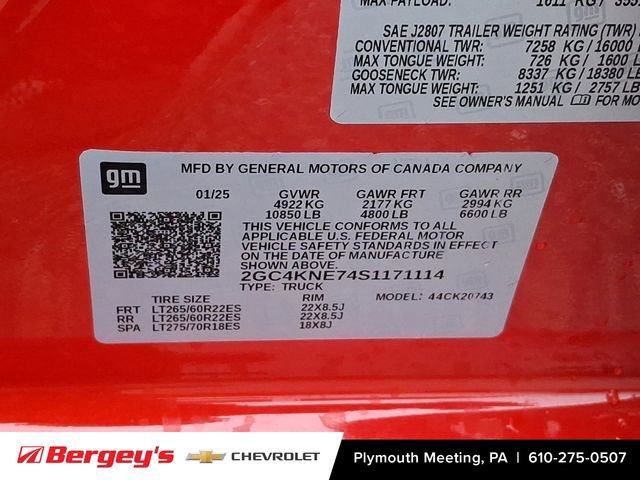 MAX PAYLOAD: 1611 KG /
SAE J2807 TRAILER WEIGHT RATING (TWR)
CONVENTIONAL TWR: 7258 KG / 16000 LB
MAX TONGUE WEIGHT: 726 KG / 1600 L
GOOSENECK TWR: 8337 KG / 18380 LB
MAX TONGUE WEIGHT: 1251 KG / 2757 LB
SEE OWNER'S MANUAL FOR MO
gm MFD BY GENERAL MOTORS OF CANADA COMPANY
01/25 GVWR GAWR FRT GAWR RR
4922 KG 2177 KG 2994 KG
10850 LB 4800 LB 6600 LB
THIS VEHICLE CONFORMS TO ALL
APPLICABLE U.S. FEDERAL MOTOR
VEHICLE SAFETY STANDARDS IN EFFECT
ON THE DATE OF MANUFACTURE
SHOWN ABOVE.
2GC4KNE74S1171114
TYPE: TRUCK
TIRE SIZE RIM MODEL: 44CK20743
FRT LT265/60R22ES 22X8.5J
RR LT265/60R22ES 22X8.5J
SPA LT275/70R18ES 18X8J
Bergey's CHEVROLET Plymouth Meeting, PA | 610-275-0507